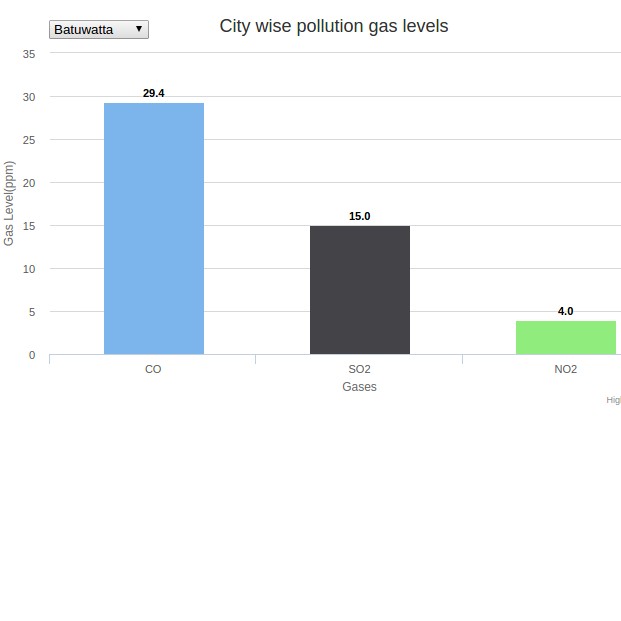 City wise pollution gas levels
Batuwatta
35
30
25
20
15
10
5
0
Gas Level(ppm)
29.4
15.0
4.0
CO
SO2
NO2
Gases